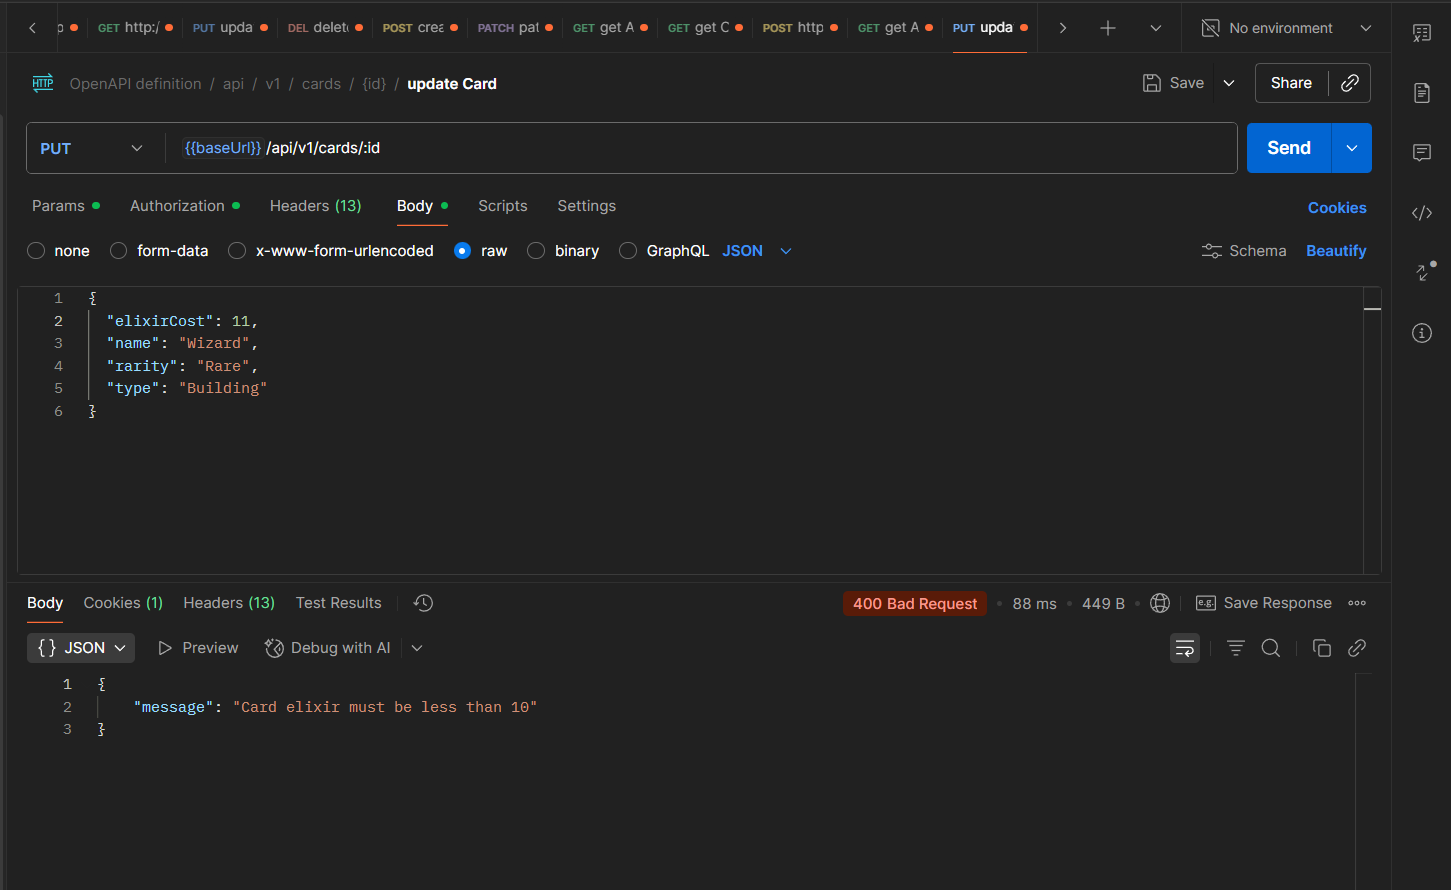 GET http:/ PUT upda DEL delet POST crea PATCH pat GET get A GET get C POST http GET get A PUT upda No environment
HTTP OpenAPI definition / api / v1 / cards / {id} / update Card Save Share
PUT {{baseUrl}} /api/v1/cards/:id Send
Params Authorization Headers (13) Body Scripts Settings Cookies
none form-data x-www-form-urlencoded raw binary GraphQL JSON Schema Beautify
1 {
2 "elixirCost": 11,
3 "name": "Wizard",
4 "rarity": "Rare",
5 "type": "Building"
6 }
Body Cookies (1) Headers (13) Test Results 400 Bad Request • 88 ms • 449 B • e.g. Save Response
{} JSON Preview Debug with AI
1 {
2 "message": "Card elixir must be less than 10"
3 }